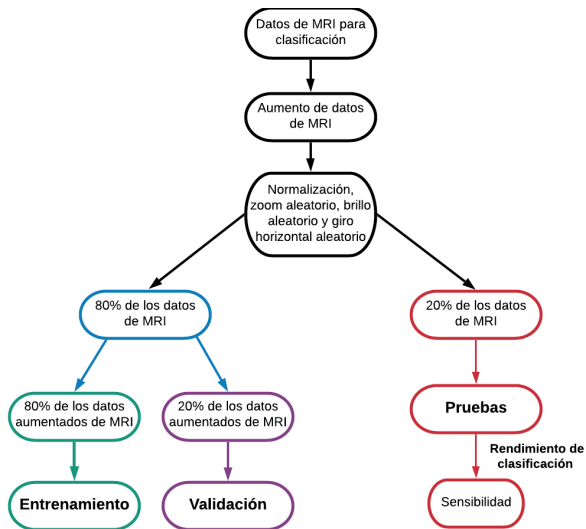 Datos de MRI para
clasificación
Aumento de datos
de MRI
Normalización,
zoom aleatorio, brillo
aleatorio y giro
horizontal aleatorio
80% de los datos
de MRI
20% de los datos
de MRI
80% de los datos
aumentados de MRI
20% de los datos
aumentados de MRI
Pruebas
Rendimiento de
clasificación
Entrenamiento
Validación
Sensibilidad